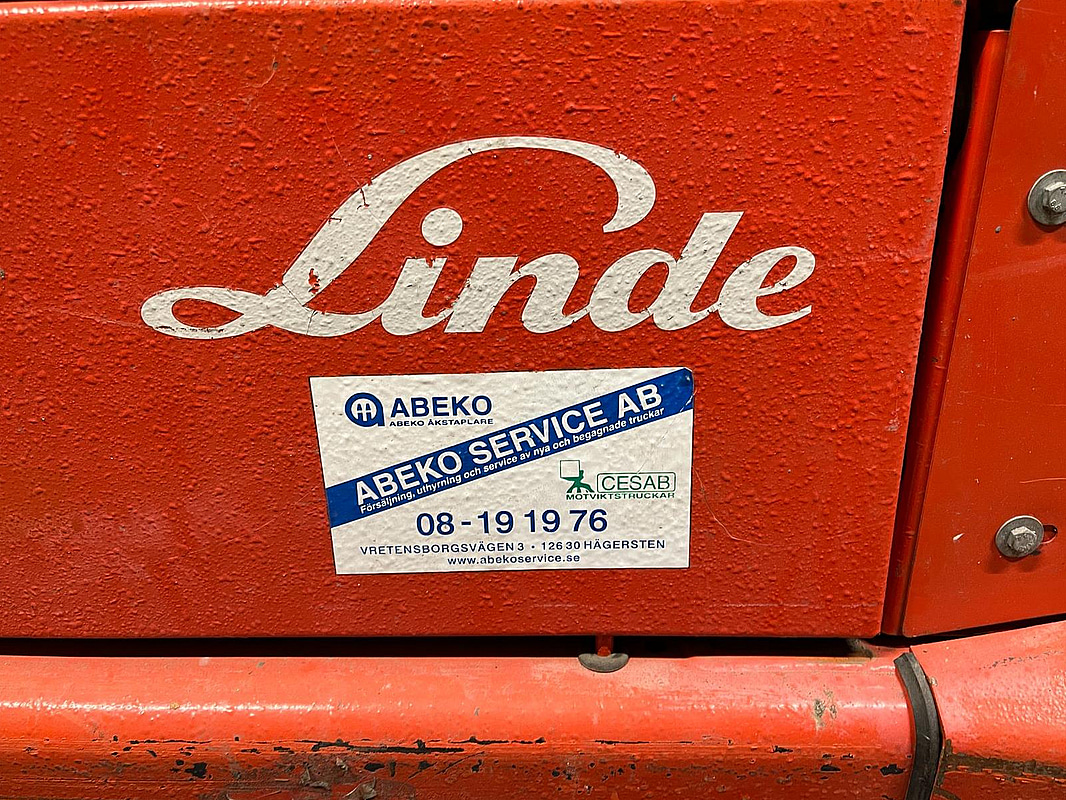 Linde
ABEKO
ABEKO ÅKSTAPLARE
ABEKO SERVICE AB
Försäljning, uthyrning och service av nya och begagnade truckar
CESAB
MOTVIKTSTRUCKAR
08-19 19 76
VRETENSBORGSVÄGEN 3 • 126 30 HÄGERSTEN
www.abekoservice.se